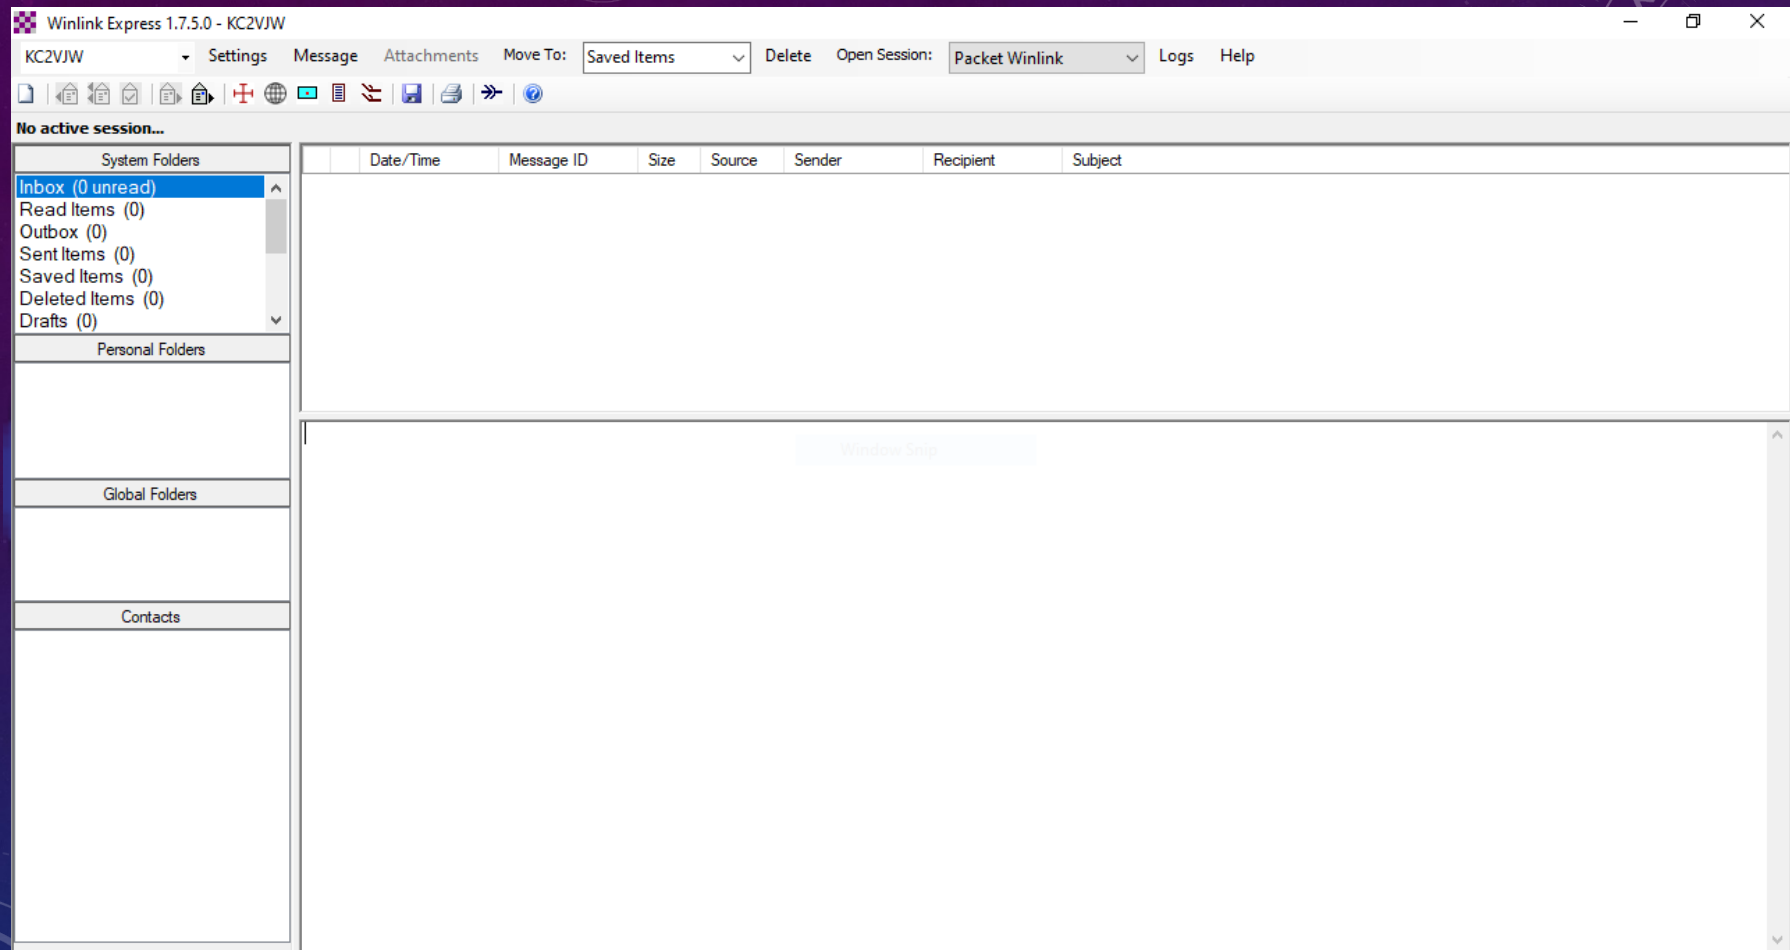 Winlink Express 1.7.5.0 - KC2VJW
KC2VJW Settings Message Attachments Move To: Saved Items Delete Open Session: Packet Winlink Logs Help
No active session...
System Folders
Inbox (0 unread)
Read Items (0)
Outbox (0)
Sent Items (0)
Saved Items (0)
Deleted Items (0)
Drafts (0)
Personal Folders
Global Folders
Contacts
Date/Time Message ID Size Source Sender Recipient Subject
Window Snip